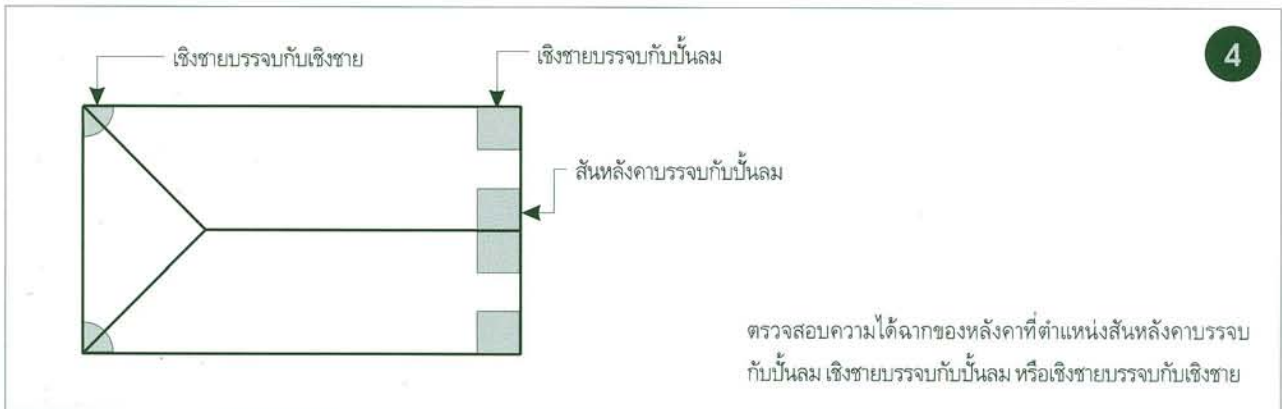 เชิงชายบรรจบกับเชิงชาย
เชิงชายบรรจบกับปั้นลม
4
สันหลังคาบรรจบกับปั้นลม
ตรวจสอบความได้ฉากของหลังคาที่ตำแหน่งสันหลังคาบรรจบ
กับปั้นลม เชิงชายบรรจบกับปั้นลม หรือเชิงชายบรรจบกับเชิงชาย